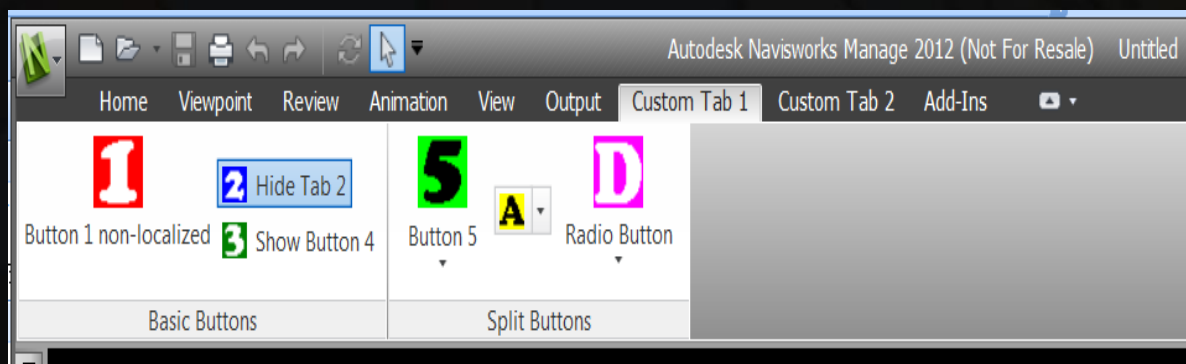 Autodesk Navisworks Manage 2012 (Not For Resale) Untitled
Home Viewpoint Review Animation View Output Custom Tab 1 Custom Tab 2 Add-Ins
1
Button 1 non-localized
2 Hide Tab 2
3 Show Button 4
5
Button 5
A
D
Radio Button
Basic Buttons
Split Buttons